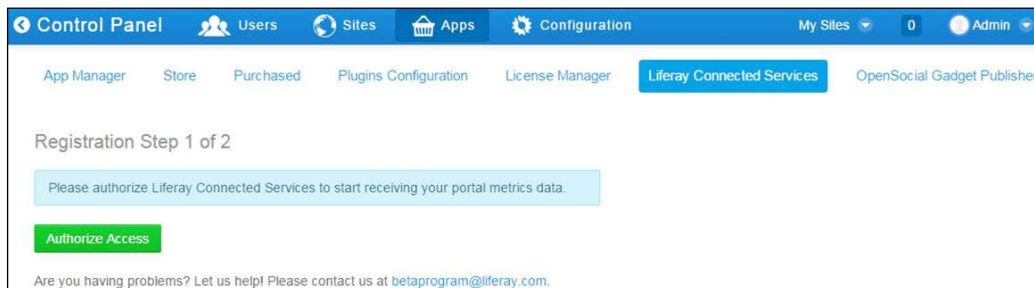 Control Panel Users Sites Apps Configuration My Sites 0 Admin
App Manager Store Purchased Plugins Configuration License Manager Liferay Connected Services OpenSocial Gadget Publisher
Registration Step 1 of 2
Please authorize Liferay Connected Services to start receiving your portal metrics data.
Authorize Access
Are you having problems? Let us help! Please contact us at betaprogram@liferay.com.